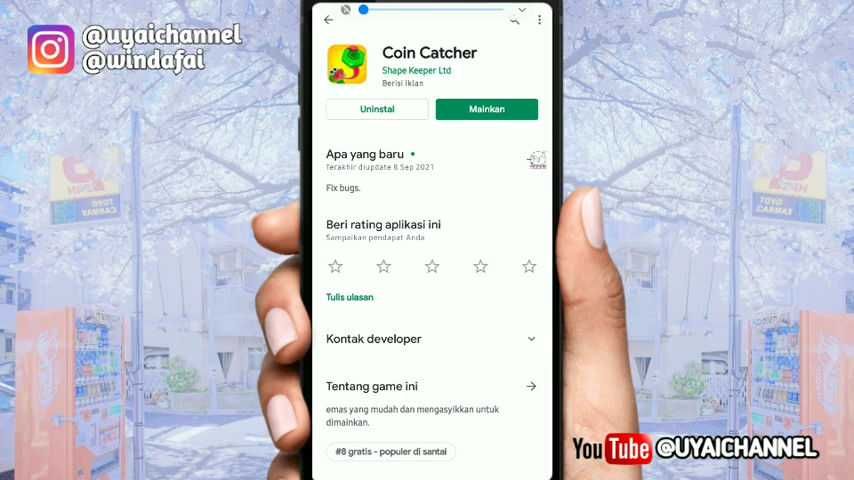 @uyaichannel
@windafai
Coin Catcher
Shape Keeper Ltd
Berisi iklan
Uninstal
Mainkan
Apa yang baru
Terakhir diupdate 8 Sep 2021
Fix bugs.
Beri rating aplikasi ini
Sampaikan pendapat Anda
Tulis ulasan
Kontak developer
Tentang game ini
emas yang mudah dan mengasyikkan untuk
dimainkan.
#8 gratis - populer di santai
TOYO
CARMAX
YouTube @UYAICHANNEL